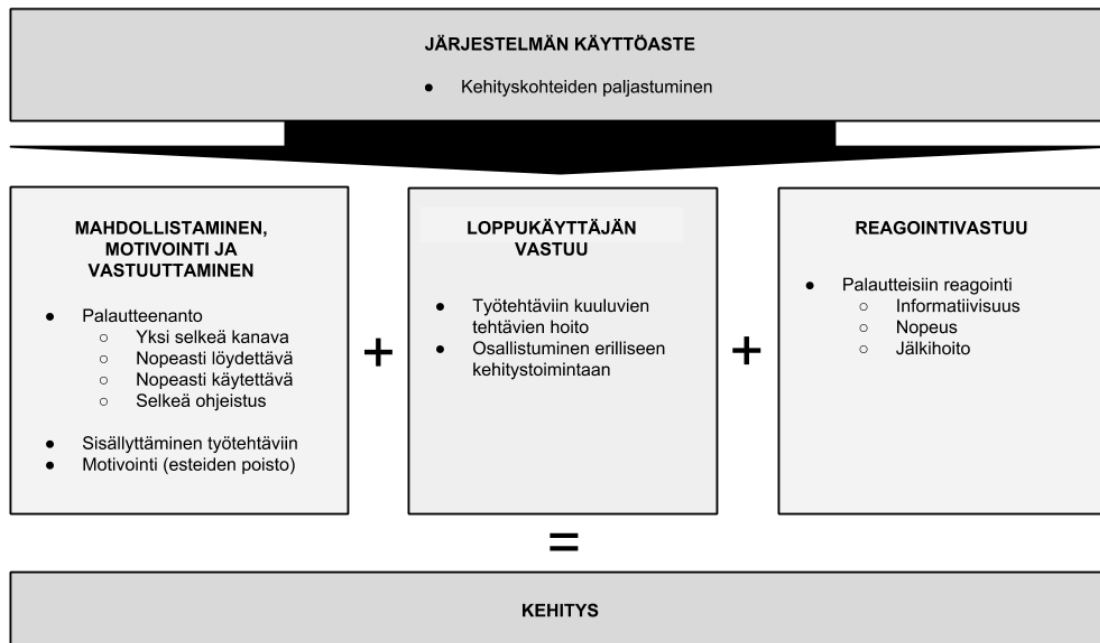 JÄRJESTELMÄN KÄYTTÖASTE
● Kehityskohteiden paljastuminen
MAHDOLLISTAMINEN,
MOTIVOINTI JA
VASTUUTTAMINEN
● Palautteenanto
○ Yksi selkeä kanava
○ Nopeasti löydettävä
○ Nopeasti käytettävä
○ Selkeä ohjeistus
● Sisällyttäminen työtehtäviin
● Motivointi (esteiden poisto)
+
LOPPUKÄYTTÄJÄN
VASTUU
● Työtehtäviin kuuluvien
tehtävien hoito
● Osallistuminen erilliseen
kehitystoimintaan
+
REAGOINTIVASTUU
● Palautteisiin reagointi
○ Informatiivisuus
○ Nopeus
○ Jälkihoito
=
KEHITYS